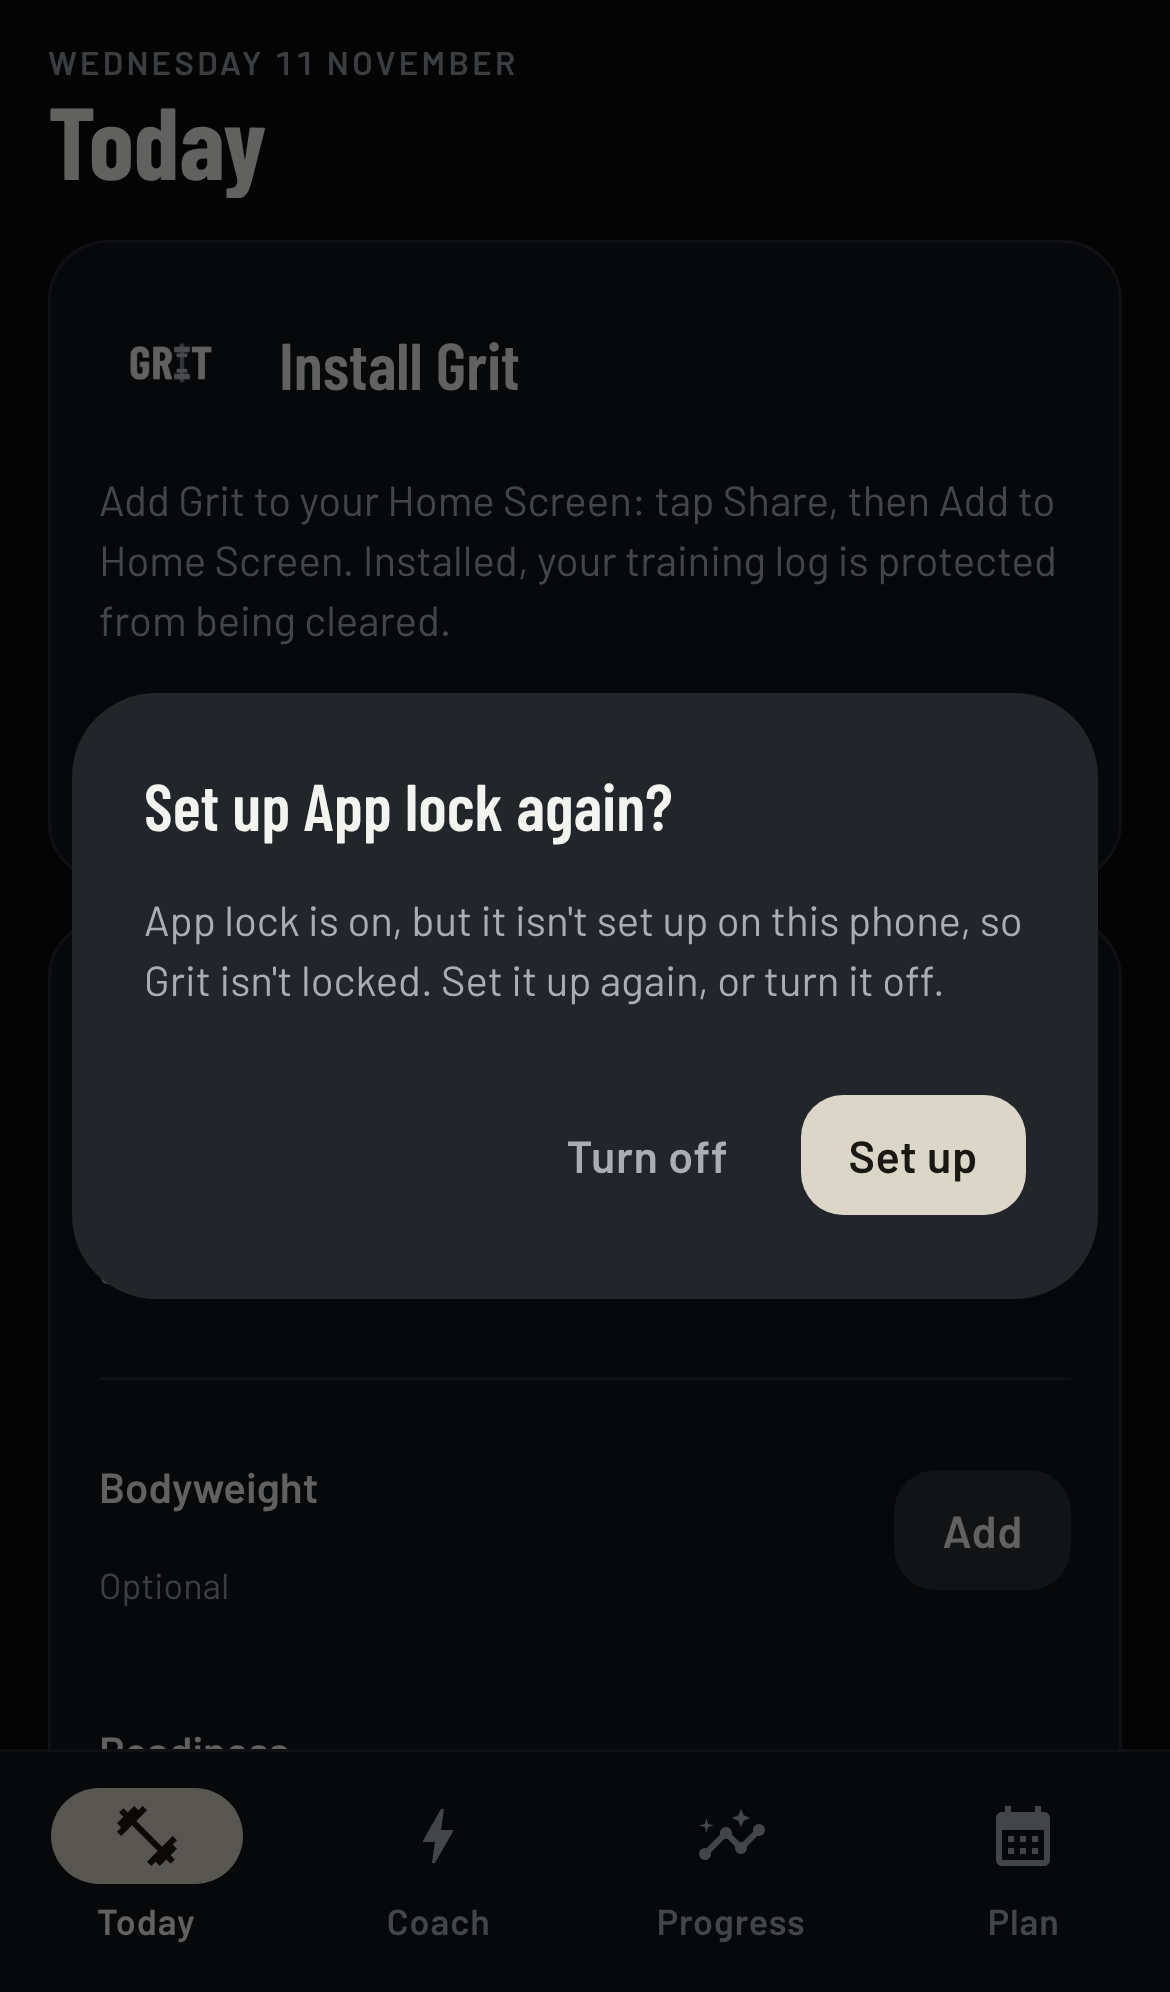 WEDNESDAY 11 NOVEMBER
Today
GRIT
Install Grit
Add Grit to your Home Screen: tap Share, then Add to
Home Screen. Installed, your training log is protected
from being cleared.
Set up App lock again?
App lock is on, but it isn't set up on this phone, so
Grit isn't locked. Set it up again, or turn it off.
Turn off
Set up
Bodyweight
Add
Optional
Readiness
Today
Coach
Progress
Plan